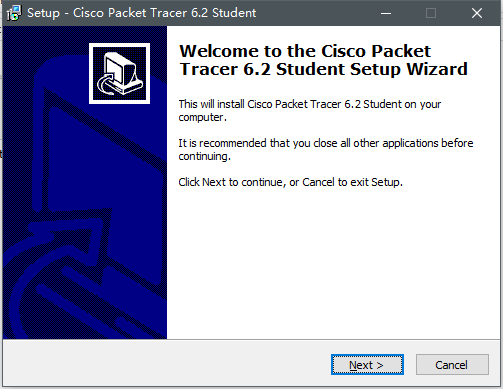 Setup - Cisco Packet Tracer 6.2 Student
Welcome to the Cisco Packet
Tracer 6.2 Student Setup Wizard
This will install Cisco Packet Tracer 6.2 Student on your
computer.
It is recommended that you close all other applications before
continuing.
Click Next to continue, or Cancel to exit Setup.
Next >
Cancel